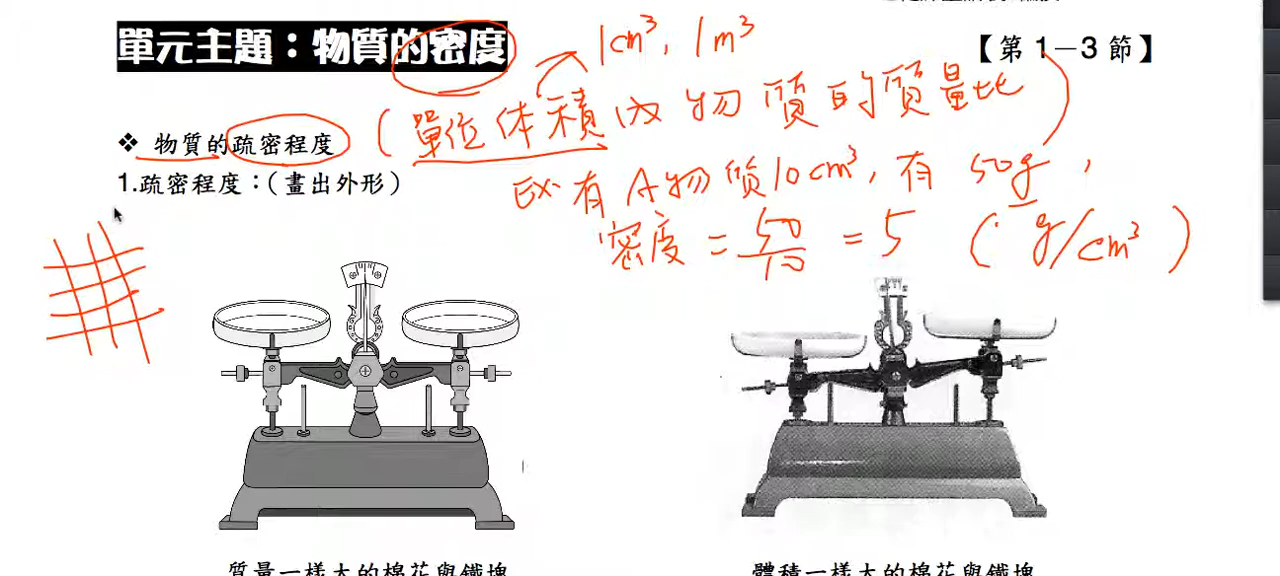 單元主題：物質的密度
【第 1－3 節】
1cm³, 1m³
❖ 物質的疏密程度
(單位体積內物質的質量比)
1.疏密程度：(畫出外形)
EX 有 A物質10cm³, 有 50g,
密度 = 50/10 = 5 (g/cm³)
質量一樣大的棉花與鐵塊
體積一樣大的棉花與鐵塊